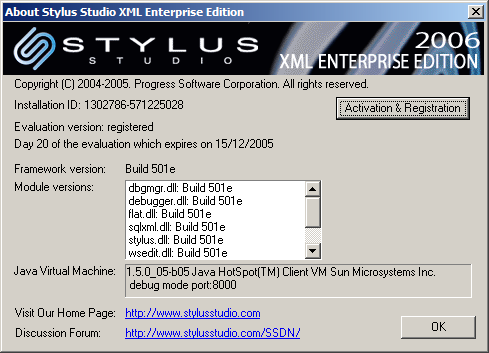 About Stylus Studio XML Enterprise Edition
STYLUS
STUDIO
2006
XML ENTERPRISE EDITION
Copyright (C) 2004-2005. Progress Software Corporation. All rights reserved.
Installation ID: 1302786-571225028
Activation & Registration
Evaluation version: registered
Day 20 of the evaluation which expires on 15/12/2005
Framework version: Build 501e
Module versions:
dbgmgr.dll: Build 501e
debugger.dll: Build 501e
flat.dll: Build 501e
sqlxml.dll: Build 501e
stylus.dll: Build 501e
wsedit.dll: Build 501e
Java Virtual Machine: 1.5.0_05-b05 Java HotSpot(TM) Client VM Sun Microsystems Inc.
debug mode port:8000
Visit Our Home Page: http://www.stylusstudio.com
Discussion Forum: http://www.stylusstudio.com/SSDN/
OK